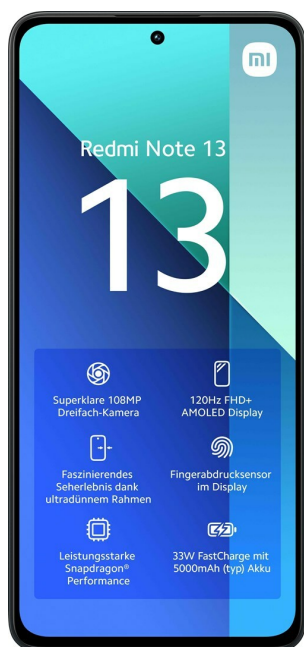 mi
Redmi Note 13
13
Superklare 108MP
Dreifach-Kamera
120Hz FHD+
AMOLED Display
Faszinierendes
Seherlebnis dank
ultradünnem Rahmen
Fingerabdrucksensor
im Display
Leistungsstarke
Snapdragon®
Performance
33W FastCharge mit
5000mAh (typ) Akku